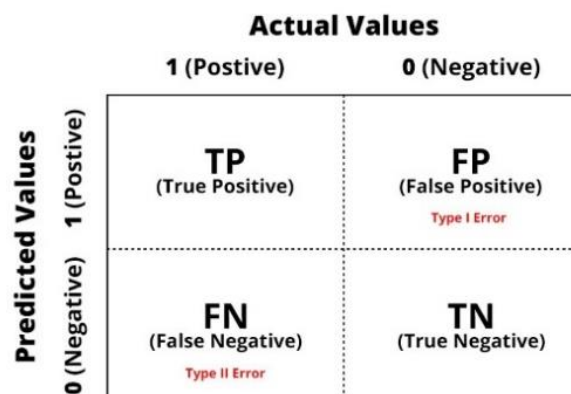 Actual Values
1 (Postive) 0 (Negative)
Predicted Values
1 (Postive)
TP FP
(True Positive) (False Positive)
Type I Error
0 (Negative)
FN TN
(False Negative) (True Negative)
Type II Error